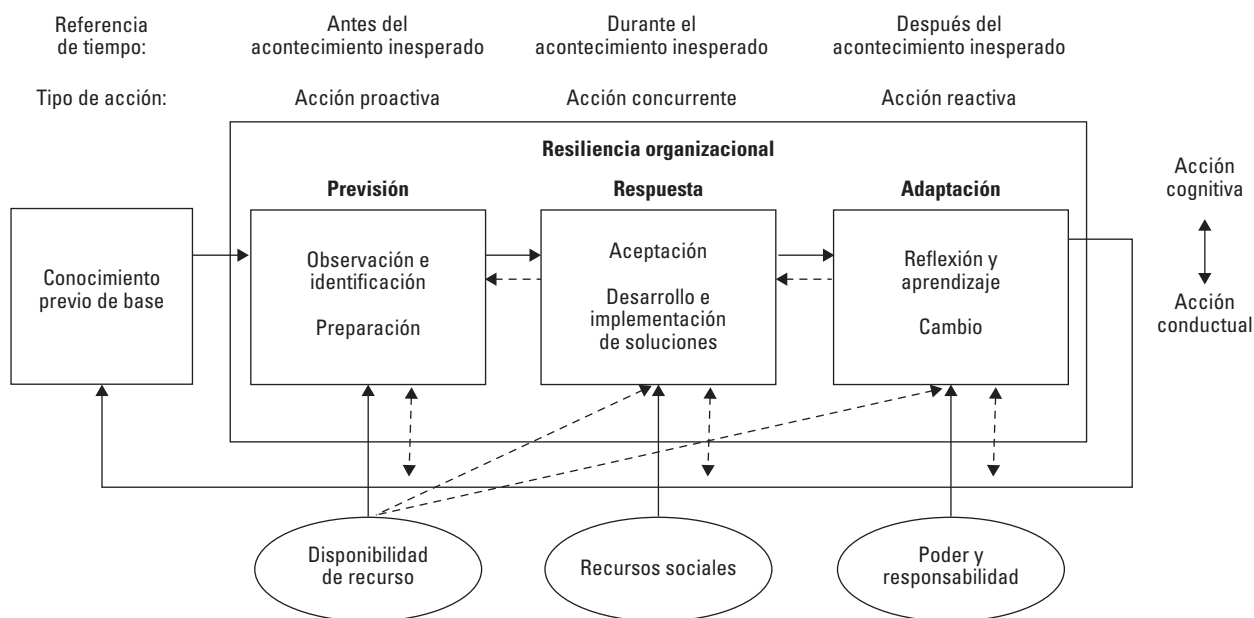 Referencia
de tiempo:
Antes del
acontecimiento inesperado
Durante el
acontecimiento inesperado
Después del
acontecimiento inesperado
Tipo de acción:
Acción proactiva
Acción concurrente
Acción reactiva
Resiliencia organizacional
Previsión
Respuesta
Adaptación
Acción
cognitiva
Conocimiento
previo de base
Observación e
identificación
Preparación
Aceptación
Desarrollo e
implementación
de soluciones
Reflexión y
aprendizaje
Cambio
Acción
conductual
Disponibilidad
de recurso
Recursos sociales
Poder y
responsabilidad